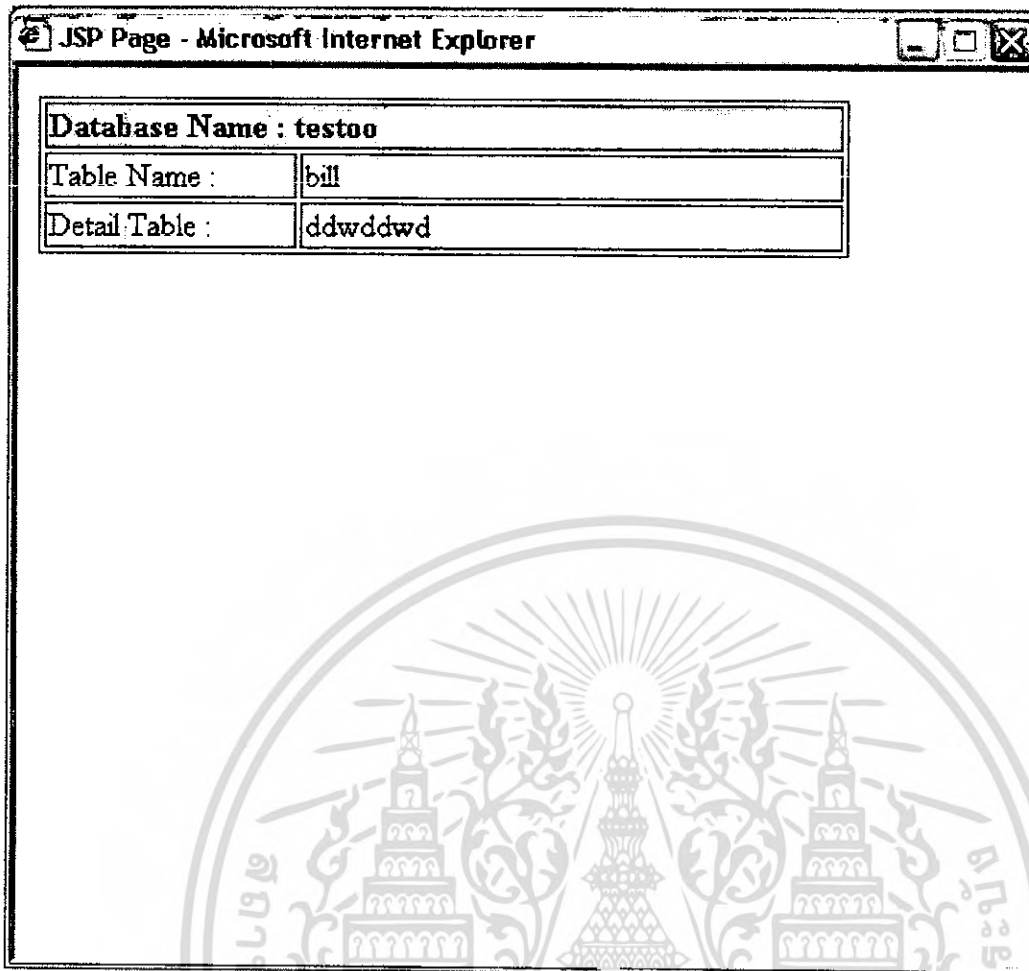 JSP Page - Microsoft Internet Explorer
Database Name : testoo
Table Name : bill
Detail Table : ddwddwd